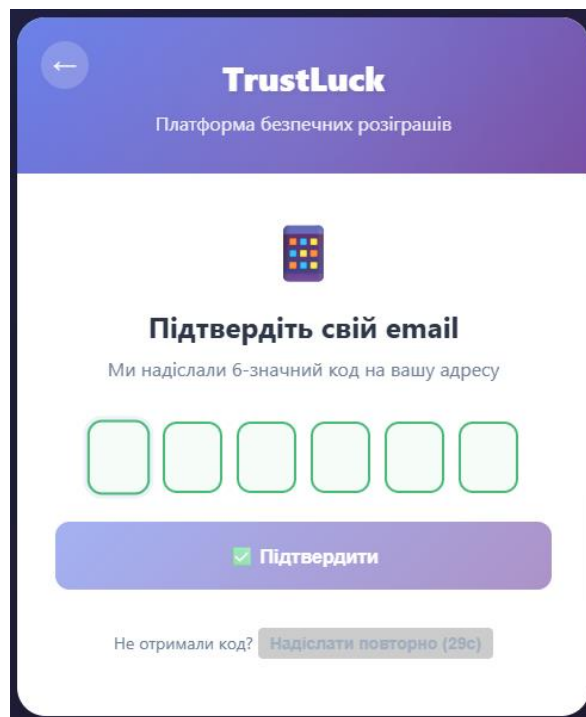 ←
TrustLuck
Платформа безпечних розіграшів
Підтвердіть свій email
Ми надіслали 6-значний код на вашу адресу
✅ Підтвердити
Не отримали код? Надіслати повторно (29с)